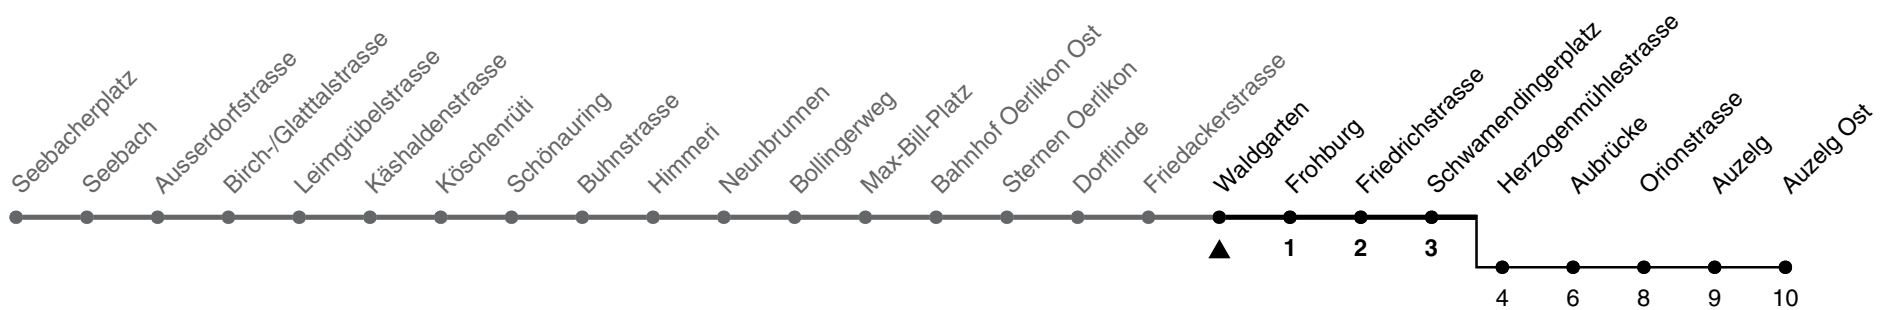 Seebacherplatz
Seebach
Ausserdorfstrasse
Birch-/Glatttalstrasse
Leimgrübelstrasse
Käshaldenstrasse
Köschenrüti
Schönauring
Buhnstrasse
Himmeri
Neunbrunnen
Bollingerweg
Max-Bill-Platz
Bahnhof Oerlikon Ost
Sternen Oerlikon
Dorflinde
Friedackerstrasse
Waldgarten
Frohburg
Friedrichstrasse
Schwamendingerplatz
Herzogenmühlestrasse
Aubrücke
Orionstrasse
Auzelg
Auzelg Ost
1 2 3
4 6 8 9 10